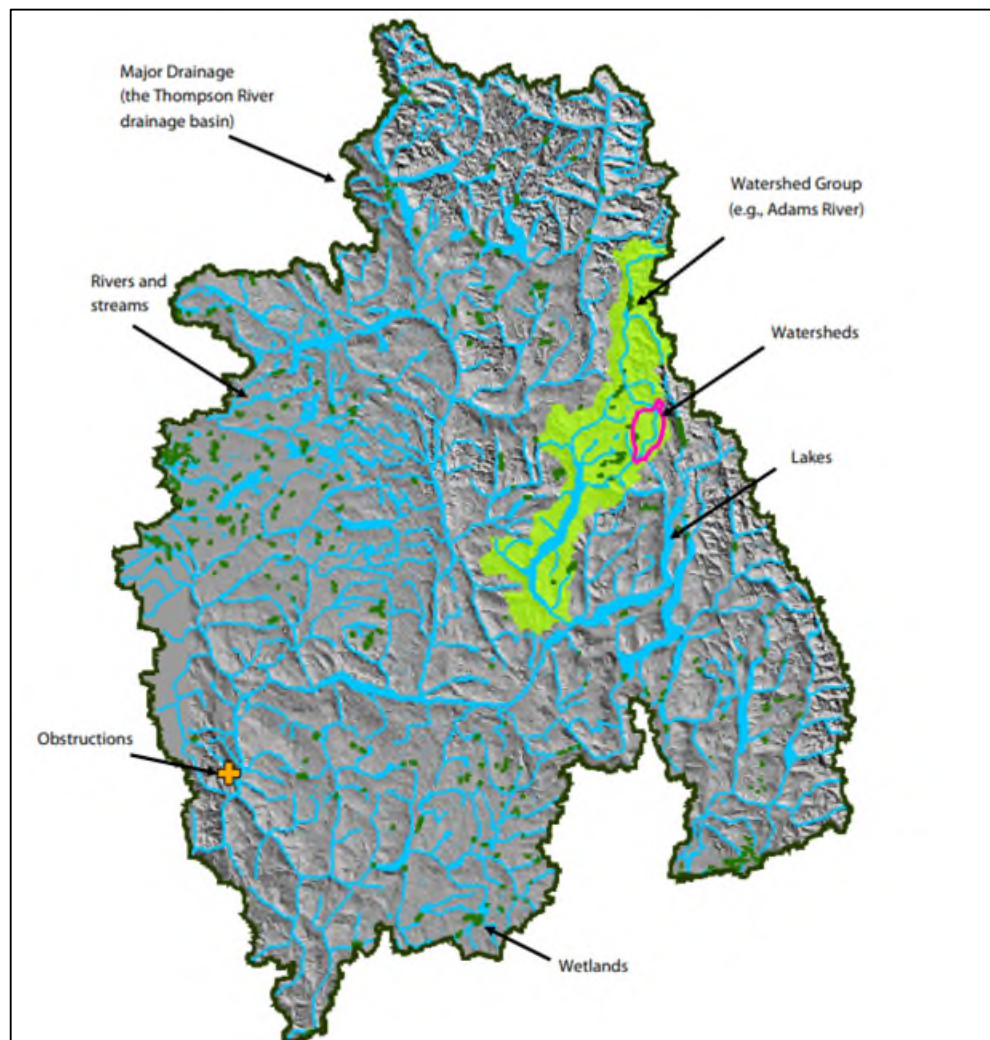 Major Drainage
(the Thompson River
drainage basin)
Watershed Group
(e.g., Adams River)
Rivers and
streams
Watersheds
Lakes
Obstructions
Wetlands